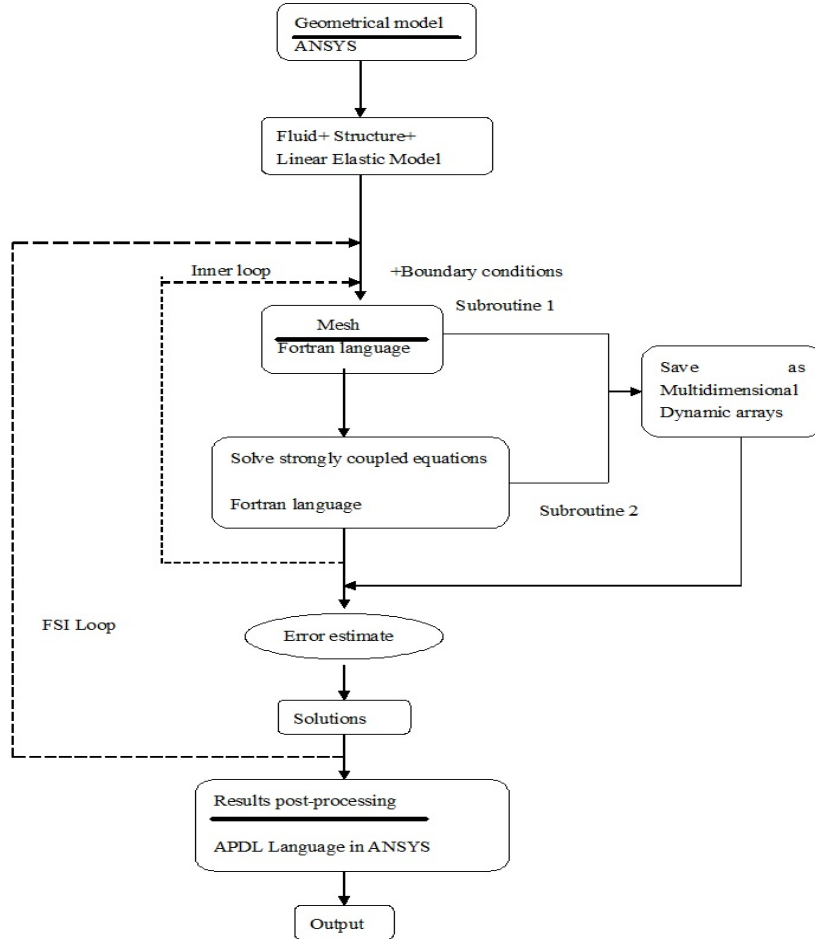 Geometrical model
ANSYS
Fluid+ Structure+
Linear Elastic Model
Inner loop
+Boundary conditions
Subroutine 1
Mesh
Fortran language
Save as
Multidimensional
Dynamic arrays
Solve strongly coupled equations
Fortran language
Subroutine 2
FSI Loop
Error estimate
Solutions
Results post-processing
APDL Language in ANSYS
Output